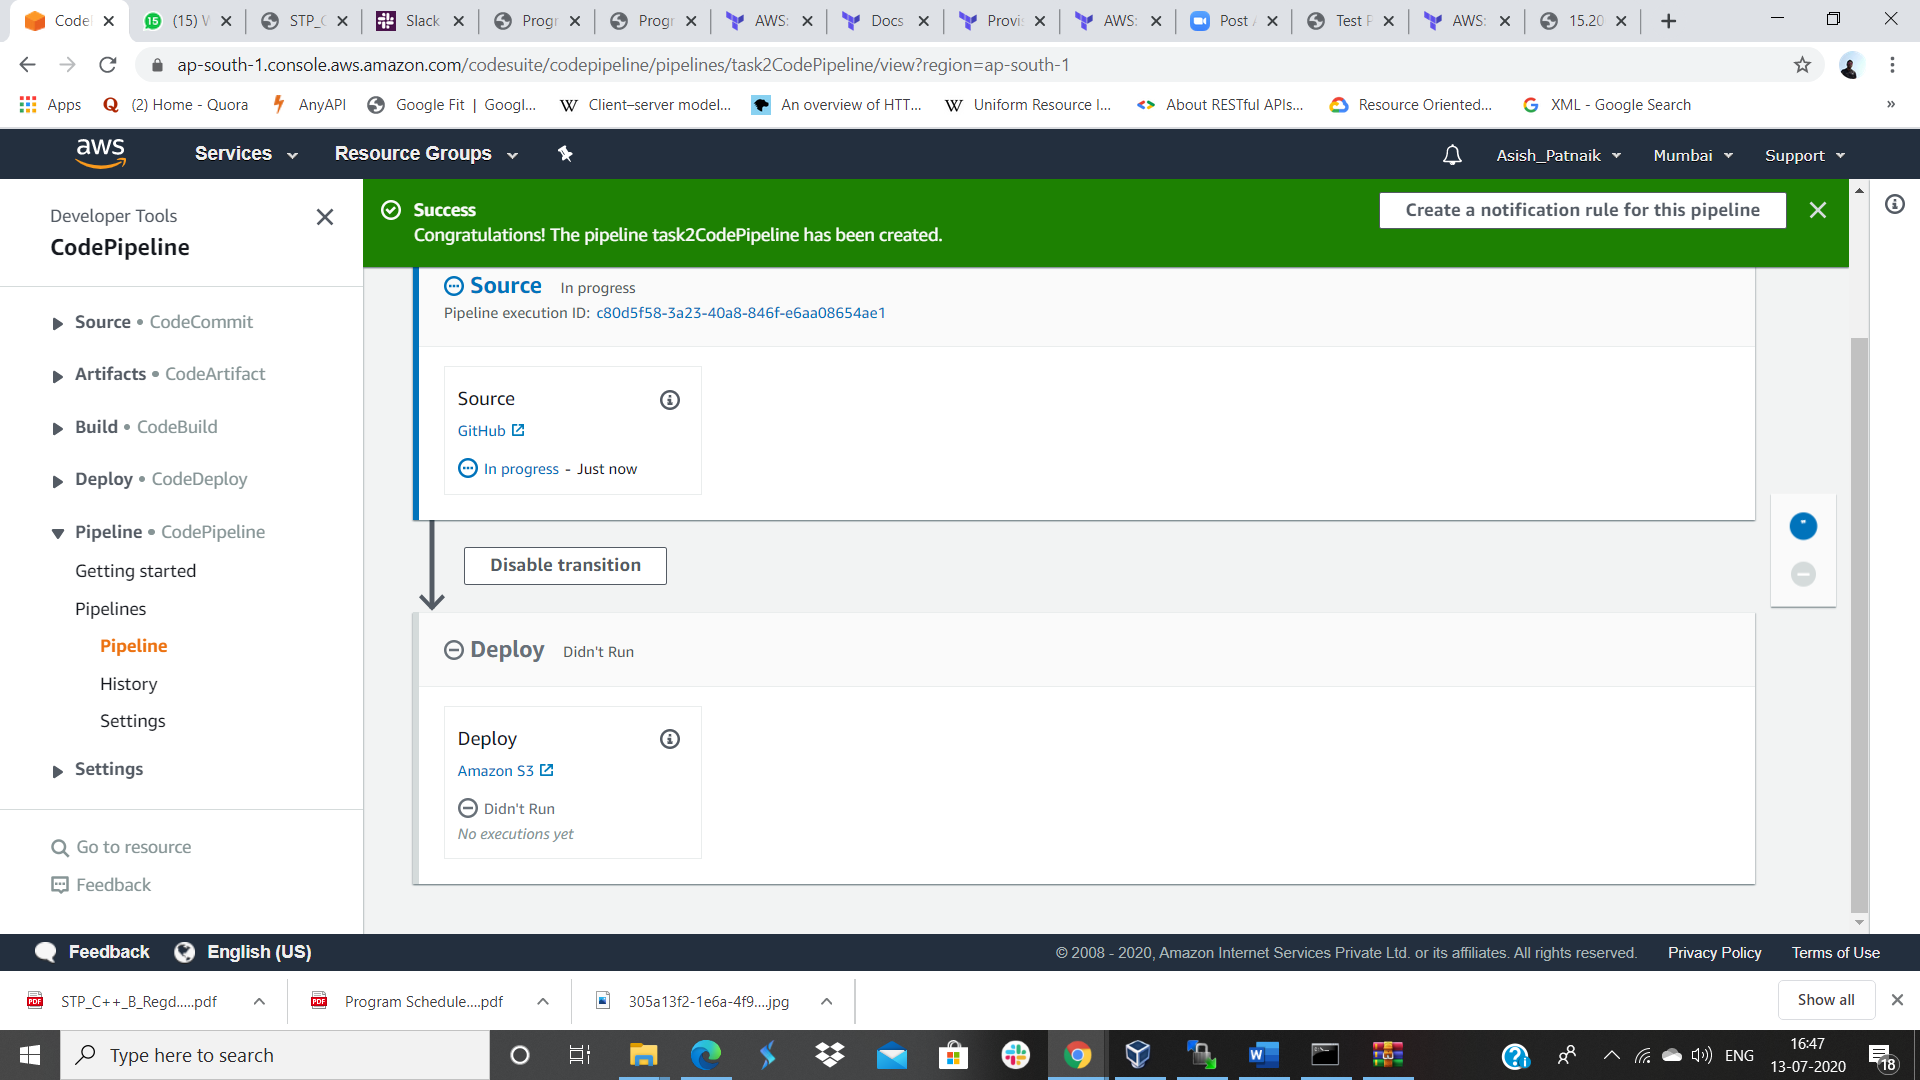 CodeP
(15) W
STP_C
Slack
Progr
Progr
AWS:
Docs
Provis
AWS:
Post A
Test P
AWS:
15.20
ap-south-1.console.aws.amazon.com/codesuite/codepipeline/pipelines/task2CodePipeline/view?region=ap-south-1
Apps
(2) Home - Quora
AnyAPI
Google Fit | Googl...
Client–server model...
An overview of HTT...
Uniform Resource I...
About RESTful APIs...
Resource Oriented...
XML - Google Search
»
aws
Services
Resource Groups
Asish_Patnaik
Mumbai
Support
Developer Tools
CodePipeline
Source • CodeCommit
Artifacts • CodeArtifact
Build • CodeBuild
Deploy • CodeDeploy
Pipeline • CodePipeline
Getting started
Pipelines
Pipeline
History
Settings
Settings
Go to resource
Feedback
Success
Congratulations! The pipeline task2CodePipeline has been created.
Create a notification rule for this pipeline
Source In progress
Pipeline execution ID: c80d5f58-3a23-40a8-846f-e6aa08654ae1
Source
GitHub
In progress - Just now
Disable transition
Deploy Didn't Run
Deploy
Amazon S3
Didn't Run
No executions yet
Feedback
English (US)
© 2008 - 2020, Amazon Internet Services Private Ltd. or its affiliates. All rights reserved.
Privacy Policy
Terms of Use
STP_C++_B_Regd.....pdf
Program Schedule....pdf
305a13f2-1e6a-4f9....jpg
Show all
Type here to search
ENG
16:47
13-07-2020
18